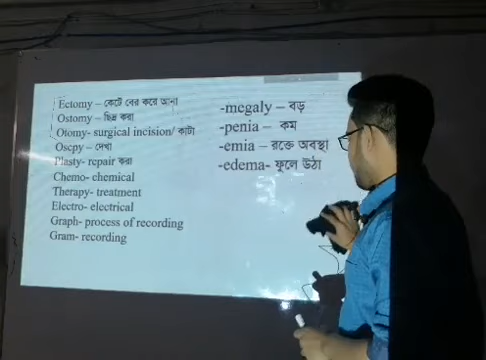 Ectomy – কেটে বের করে আনা
Ostomy – ছিদ্র করা
Otomy- surgical incision/ কাটা
Oscpy – দেখা
Plasty- repair করা
Chemo- chemical
Therapy- treatment
Electro- electrical
Graph- process of recording
Gram- recording
-megaly – বড়
-penia – কম
-emia – রক্তে অবস্থা
-edema- ফুলে উঠা